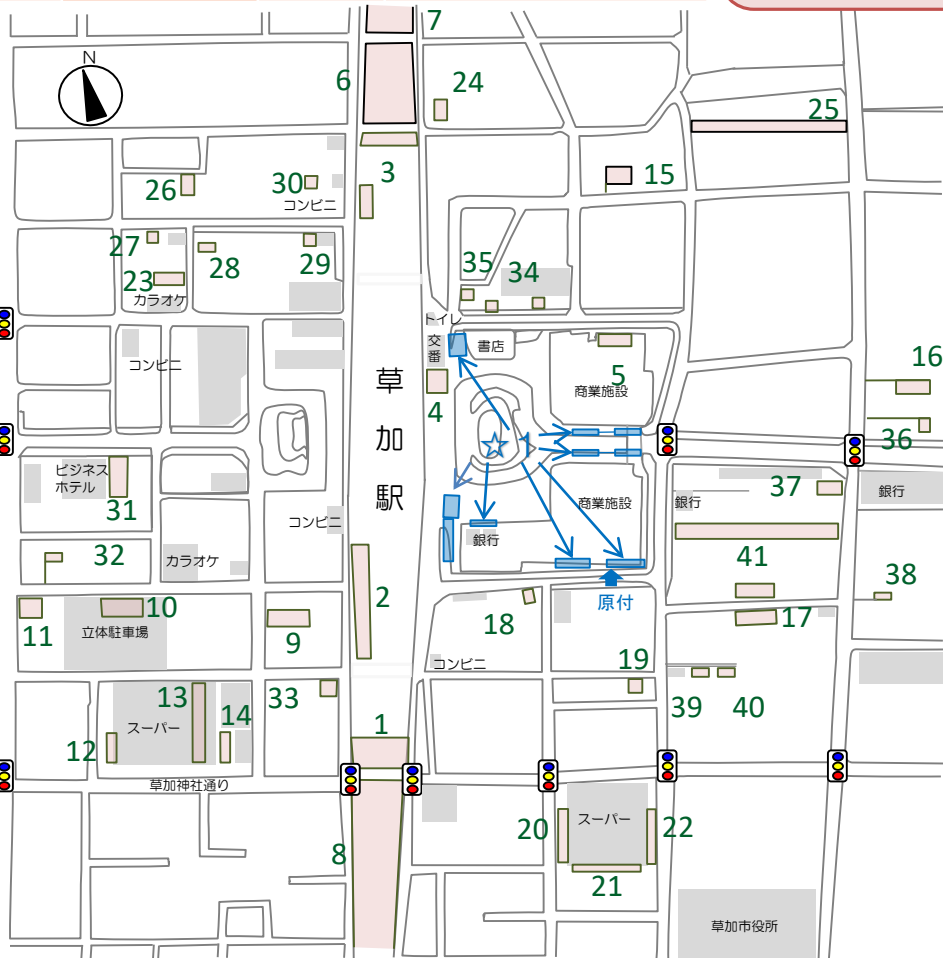 7
N
6
24
25
3
15
26
30
コンビニ
27
28
29
23
カラオケ
35
34
トイレ
交
番
書店
5
商業施設
16
コンビニ
草
加
駅
4
36
ビジネス
ホテル
31
コンビニ
銀行
商業施設
銀行
37
銀行
32
カラオケ
41
38
原付
11
立体駐車場
10
9
2
18
17
コンビニ
19
13
14
33
39
40
12
スーパー
1
草加神社通り
8
20
スーパー
22
21
草加市役所